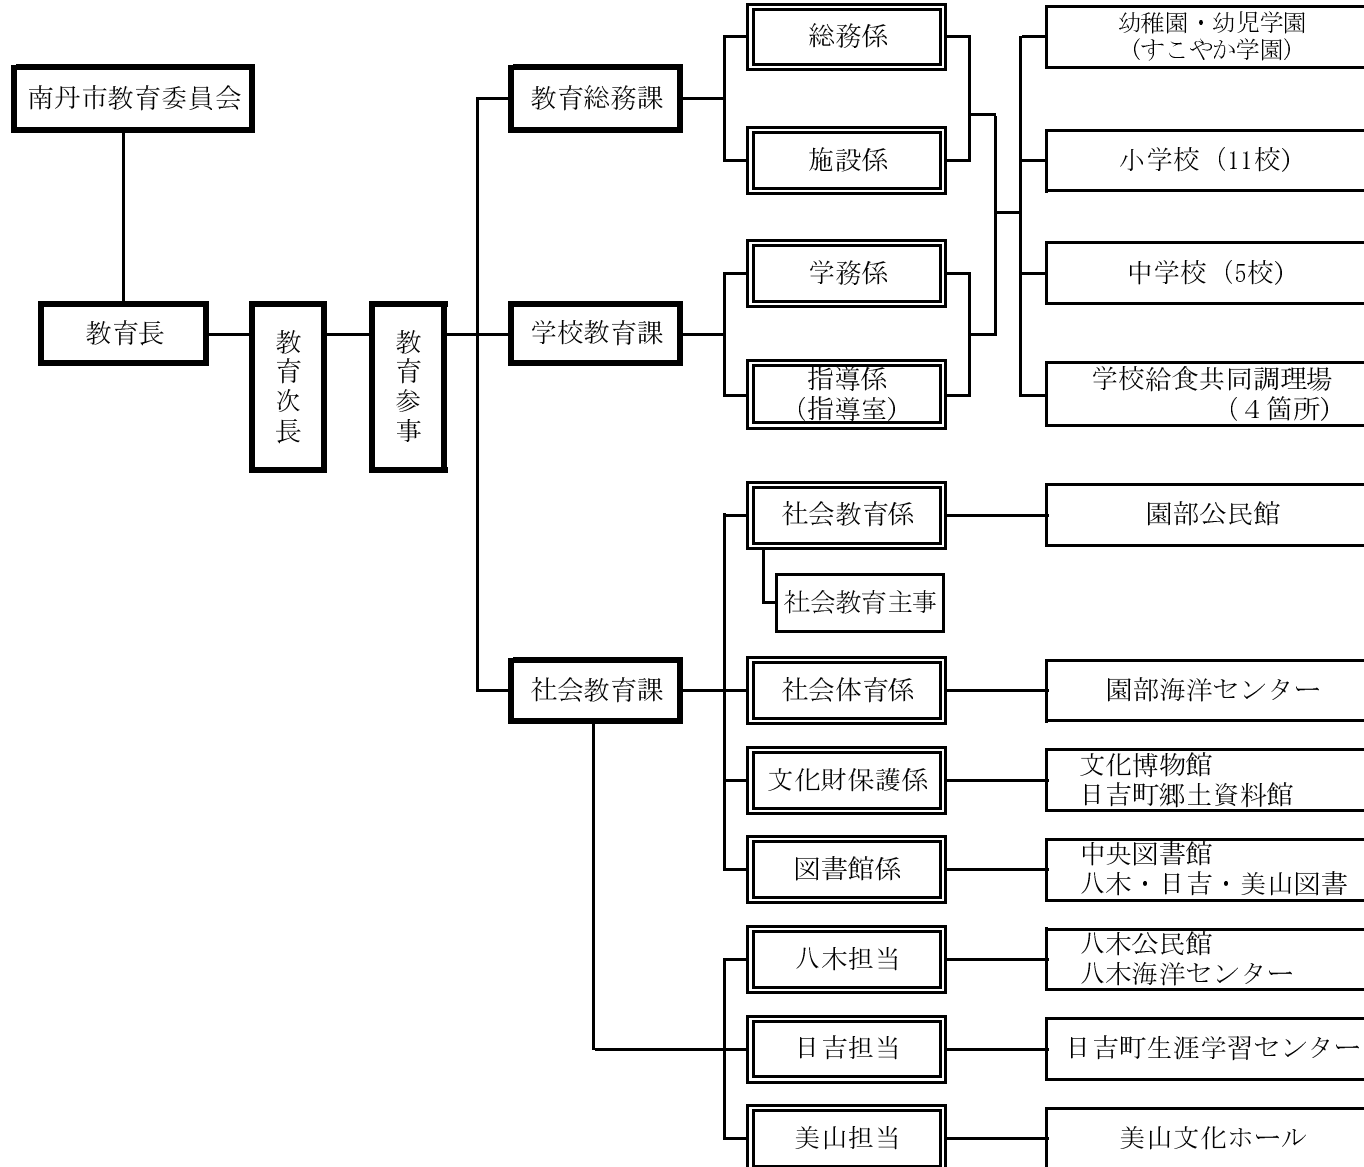 南丹市教育委員会
教育長
教育次長
教育参事
教育総務課
総務係
施設係
学校教育課
学務係
指導係
(指導室)
幼稚園・幼児学園
(すこやか学園)
小学校（11校）
中学校（5校）
学校給食共同調理場
（４箇所）
社会教育課
社会教育係
園部公民館
社会教育主事
社会体育係
園部海洋センター
文化財保護係
文化博物館
日吉町郷土資料館
図書館係
中央図書館
八木・日吉・美山図書
八木担当
八木公民館
八木海洋センター
日吉担当
日吉町生涯学習センター
美山担当
美山文化ホール